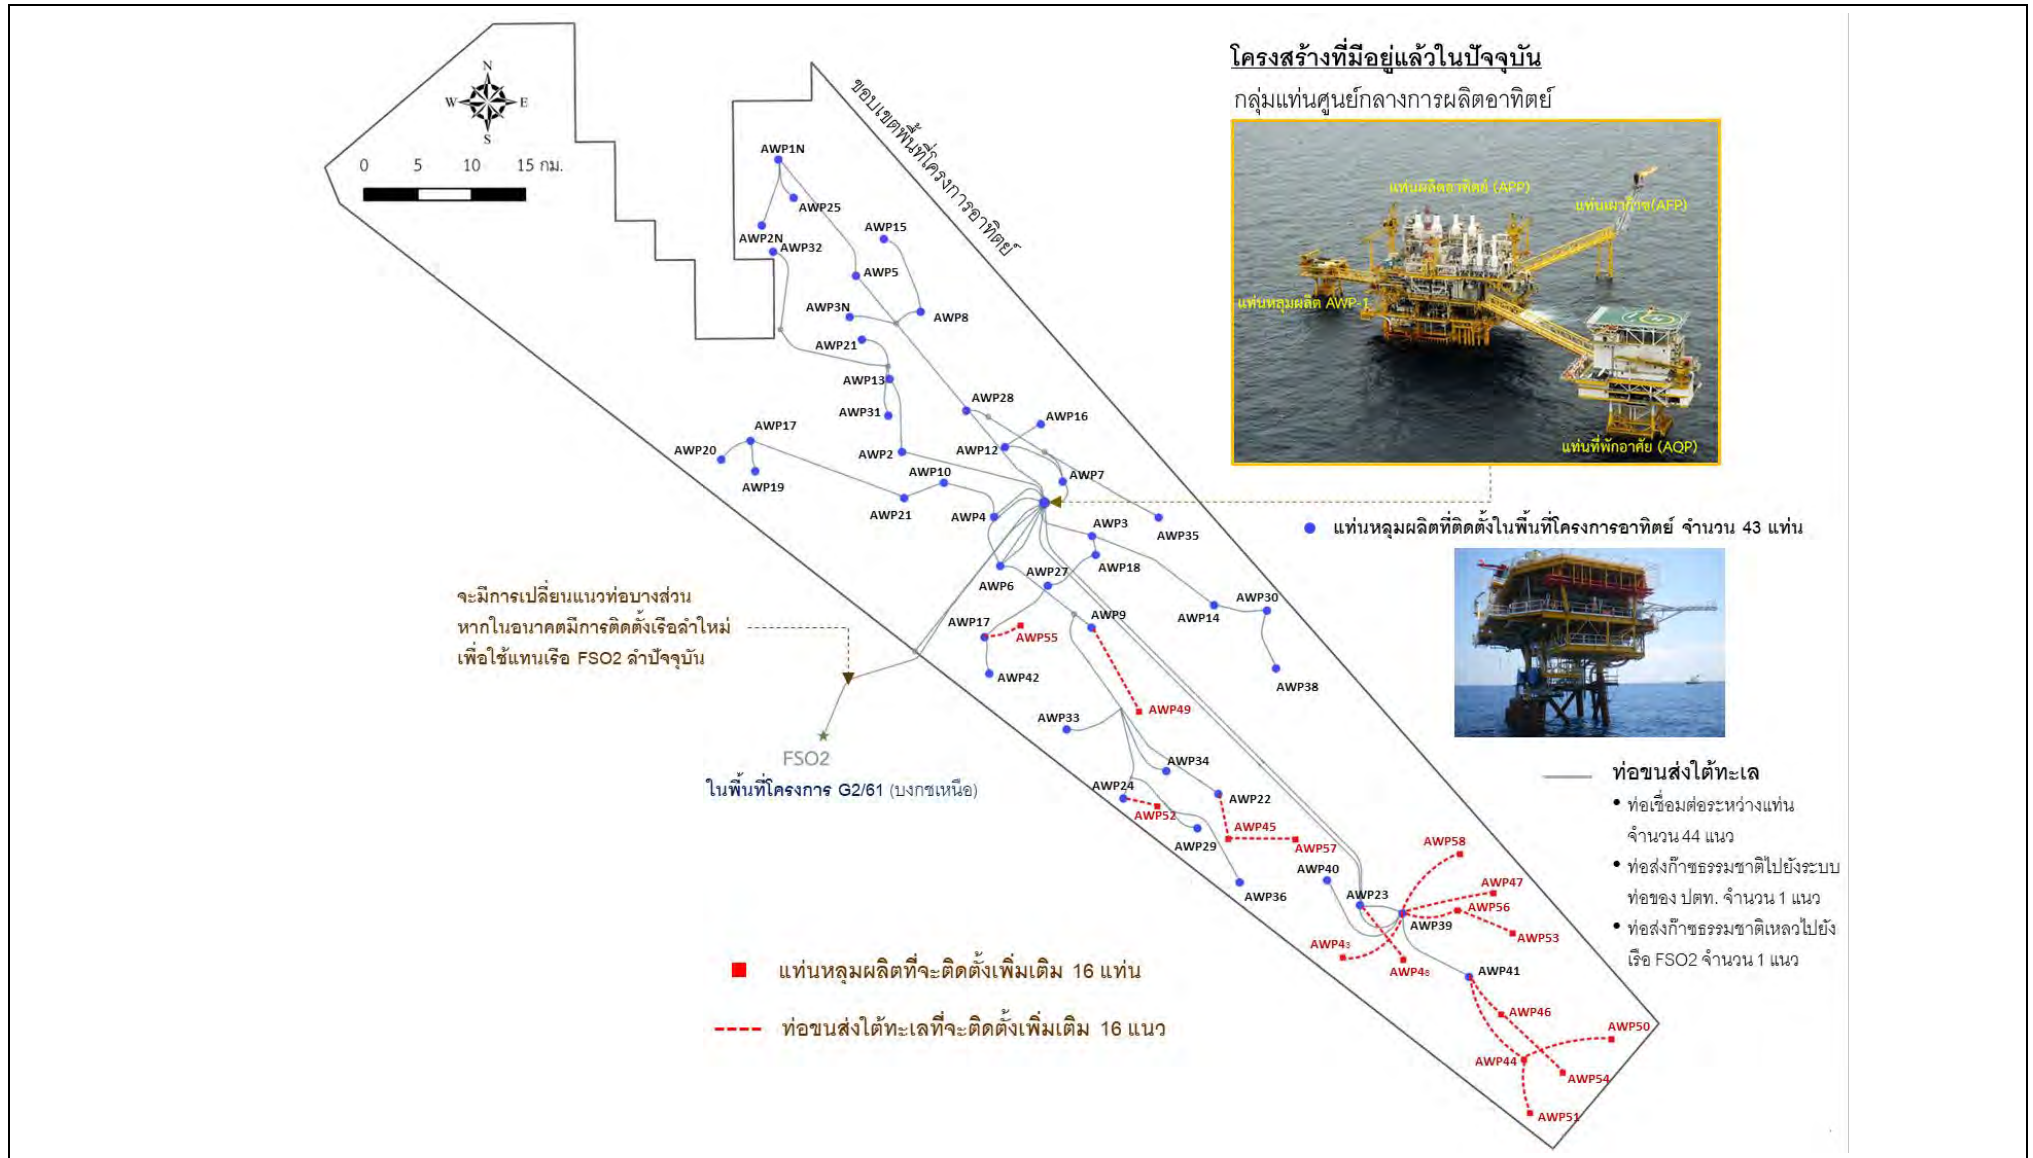 N
W
E
S
0 5 10 15 กม.
ขอบเขตพื้นที่โครงการอาทิตย์
โครงสร้างที่มีอยู่แล้วในปัจจุบัน
กลุ่มแท่นศูนย์กลางการผลิตอาทิตย์
แท่นผลิตอาทิตย์ (APP)
แท่นเผาก๊าซ(AFP)
แท่นหลุมผลิต AWP-1
แท่นที่พักอาศัย (AQP)
แท่นหลุมผลิตที่ติดตั้งในพื้นที่โครงการอาทิตย์ จำนวน 43 แท่น
ท่อขนส่งใต้ทะเล
• ท่อเชื่อมต่อระหว่างแท่น
จำนวน 44 แนว
• ท่อส่งก๊าซธรรมชาติไปยังระบบ
ท่อของ ปตท. จำนวน 1 แนว
• ท่อส่งก๊าซธรรมชาติเหลวไปยัง
เรือ FSO2 จำนวน 1 แนว
AWP1N
AWP25
AWP2N
AWP32
AWP15
AWP5
AWP3N
AWP8
AWP21
AWP13
AWP31
AWP28
AWP16
AWP17
AWP20
AWP19
AWP2
AWP12
AWP10
AWP7
AWP21
AWP4
AWP3
AWP35
AWP18
AWP6
AWP27
AWP9
AWP14
AWP30
AWP17
AWP55
AWP42
AWP38
AWP49
AWP33
AWP34
AWP24
AWP22
AWP52
AWP45
AWP29
AWP57
AWP58
AWP40
AWP36
AWP23
AWP47
AWP56
AWP39
AWP53
AWP43
AWP48
AWP41
AWP46
AWP50
AWP44
AWP54
AWP51
จะมีการเปลี่ยนแนวท่อบางส่วน
หากในอนาคตมีการติดตั้งเรือลำใหม่
เพื่อใช้แทนเรือ FSO2 ลำปัจจุบัน
FSO2
ในพื้นที่โครงการ G2/61 (บงกชเหนือ)
แท่นหลุมผลิตที่จะติดตั้งเพิ่มเติม 16 แท่น
ท่อขนส่งใต้ทะเลที่จะติดตั้งเพิ่มเติม 16 แนว